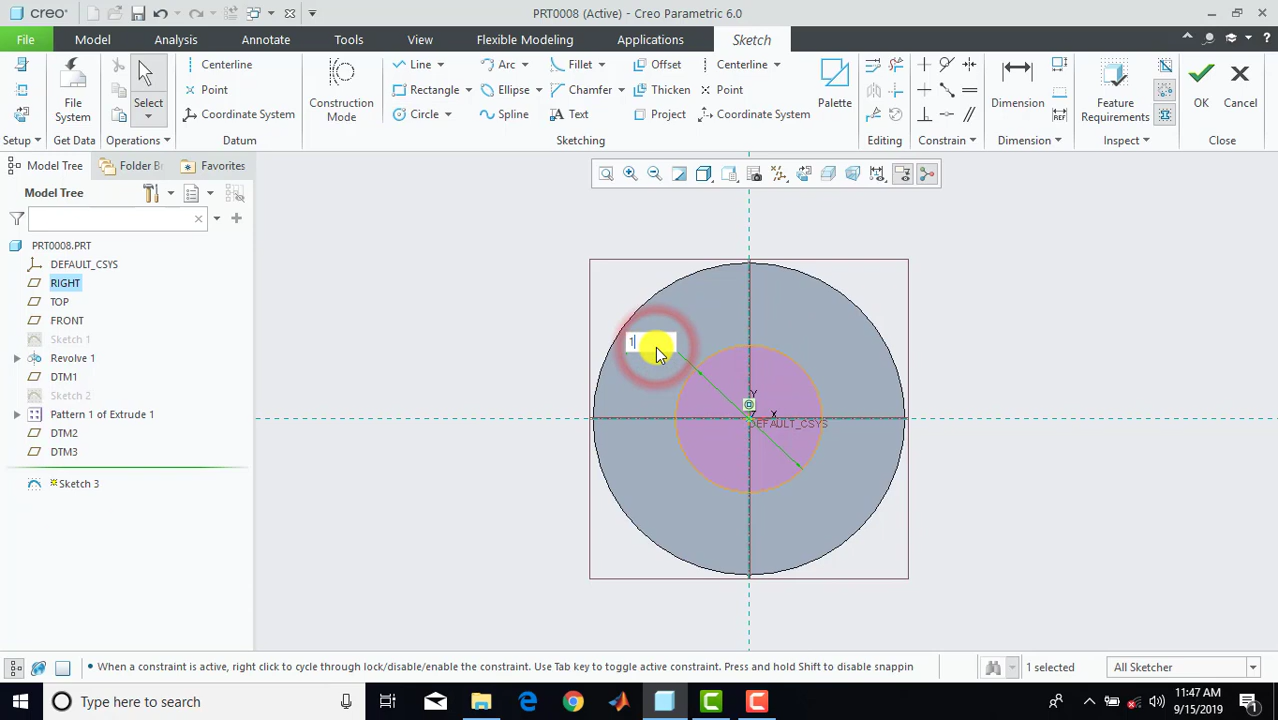 creo
PRT0008 (Active) - Creo Parametric 6.0
File
Model
Analysis
Annotate
Tools
View
Flexible Modeling
Applications
Sketch
Setup
File System
Get Data
Select
Operations
Centerline
Point
Coordinate System
Datum
Construction Mode
Line
Rectangle
Circle
Arc
Ellipse
Spline
Fillet
Chamfer
Text
Offset
Thicken
Project
Centerline
Point
Coordinate System
Palette
Sketching
Editing
Constrain
Dimension
Dimension
Feature Requirements
Inspect
OK
Cancel
Close
Model Tree
Folder B
Favorites
Model Tree
PRT0008.PRT
DEFAULT_CSYS
RIGHT
TOP
FRONT
Sketch 1
Revolve 1
DTM1
Sketch 2
Pattern 1 of Extrude 1
DTM2
DTM3
Sketch 3
1
Y
X
DEFAULT_CSYS
• When a constraint is active, right click to cycle through lock/disable/enable the constraint. Use Tab key to toggle active constraint. Press and hold Shift to disable snappin
1 selected
All Sketcher
Type here to search
11:47 AM
9/15/2019
1